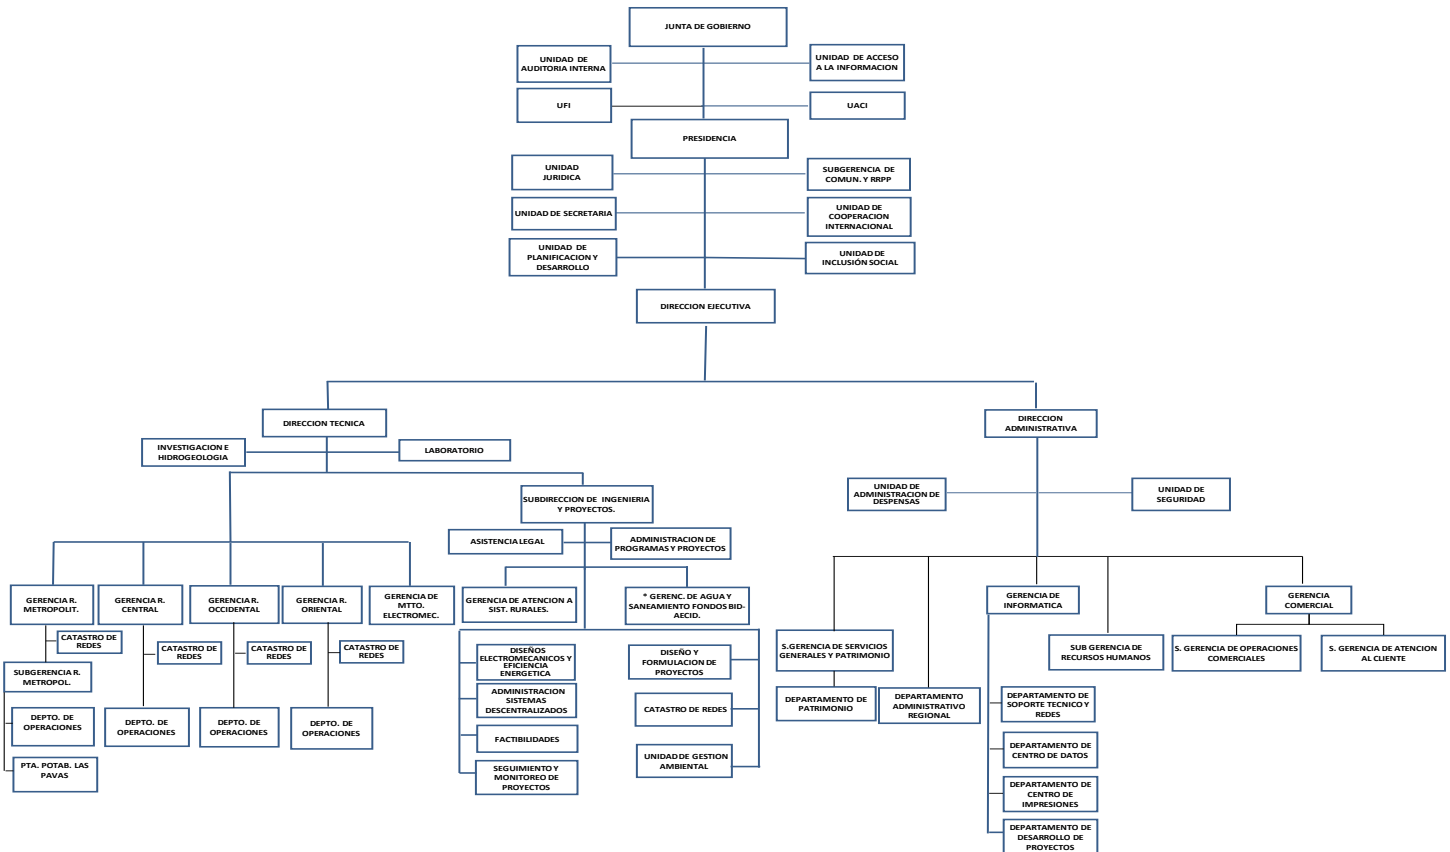 JUNTA DE GOBIERNO
UNIDAD DE
AUDITORIA INTERNA
UNIDAD DE ACCESO
A LA INFORMACION
UFI
UACI
PRESIDENCIA
UNIDAD
JURIDICA
SUBGERENCIA DE
COMUN. Y RRPP
UNIDAD DE SECRETARIA
UNIDAD DE
COOPERACION
INTERNACIONAL
UNIDAD DE
PLANIFICACION Y
DESARROLLO
UNIDAD DE
INCLUSIÓN SOCIAL
DIRECCION EJECUTIVA
DIRECCION TECNICA
DIRECCION
ADMINISTRATIVA
INVESTIGACION E
HIDROGEOLOGIA
LABORATORIO
SUBDIRECCION DE INGENIERIA
Y PROYECTOS.
UNIDAD DE
ADMINISTRACION DE
DESPENSAS
UNIDAD DE
SEGURIDAD
ASISTENCIA LEGAL
ADMINISTRACION DE
PROGRAMAS Y PROYECTOS
GERENCIA R.
METROPOLIT.
GERENCIA R.
CENTRAL
GERENCIA R.
OCCIDENTAL
GERENCIA R.
ORIENTAL
GERENCIA DE
MTTO.
ELECTROMEC.
GERENCIA DE ATENCION A
SIST. RURALES.
* GERENC. DE AGUA Y
SANEAMIENTO FONDOS BID-
AECID.
GERENCIA DE
INFORMATICA
GERENCIA
COMERCIAL
CATASTRO DE
REDES
CATASTRO DE
REDES
CATASTRO DE
REDES
CATASTRO DE
REDES
SUBGERENCIA R.
METROPOL.
DISEÑOS
ELECTROMECANICOS Y
EFICIENCIA
ENERGETICA
DISEÑO Y
FORMULACION DE
PROYECTOS
S.GERENCIA DE SERVICIOS
GENERALES Y PATRIMONIO
SUB GERENCIA DE
RECURSOS HUMANOS
S. GERENCIA DE OPERACIONES
COMERCIALES
S. GERENCIA DE ATENCION
AL CLIENTE
ADMINISTRACION
SISTEMAS
DESCENTRALIZADOS
CATASTRO DE REDES
DEPARTAMENTO DE
PATRIMONIO
DEPARTAMENTO
ADMINISTRATIVO
REGIONAL
DEPARTAMENTO DE
SOPORTE TECNICO Y
REDES
DEPTO. DE
OPERACIONES
DEPTO. DE
OPERACIONES
DEPTO. DE
OPERACIONES
DEPTO. DE
OPERACIONES
FACTIBILIDADES
UNIDAD DE GESTION
AMBIENTAL
DEPARTAMENTO DE
CENTRO DE DATOS
PTA. POTAB. LAS
PAVAS
SEGUIMIENTO Y
MONITOREO DE
PROYECTOS
DEPARTAMENTO DE
CENTRO DE
IMPRESIONES
DEPARTAMENTO DE
DESARROLLO DE
PROYECTOS